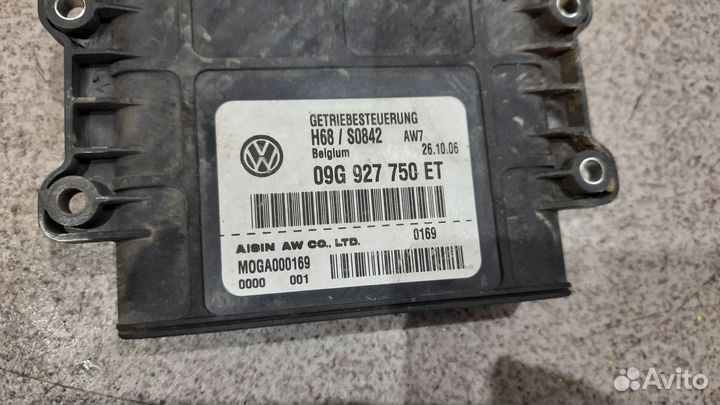 GETRIEBESTEUERUNG
H68 / S0842 AW7
Belgium 26.10.06
09G 927 750 ET
AISIN AW CO., LTD. 0169
MOGA000169
0000 001
Avito